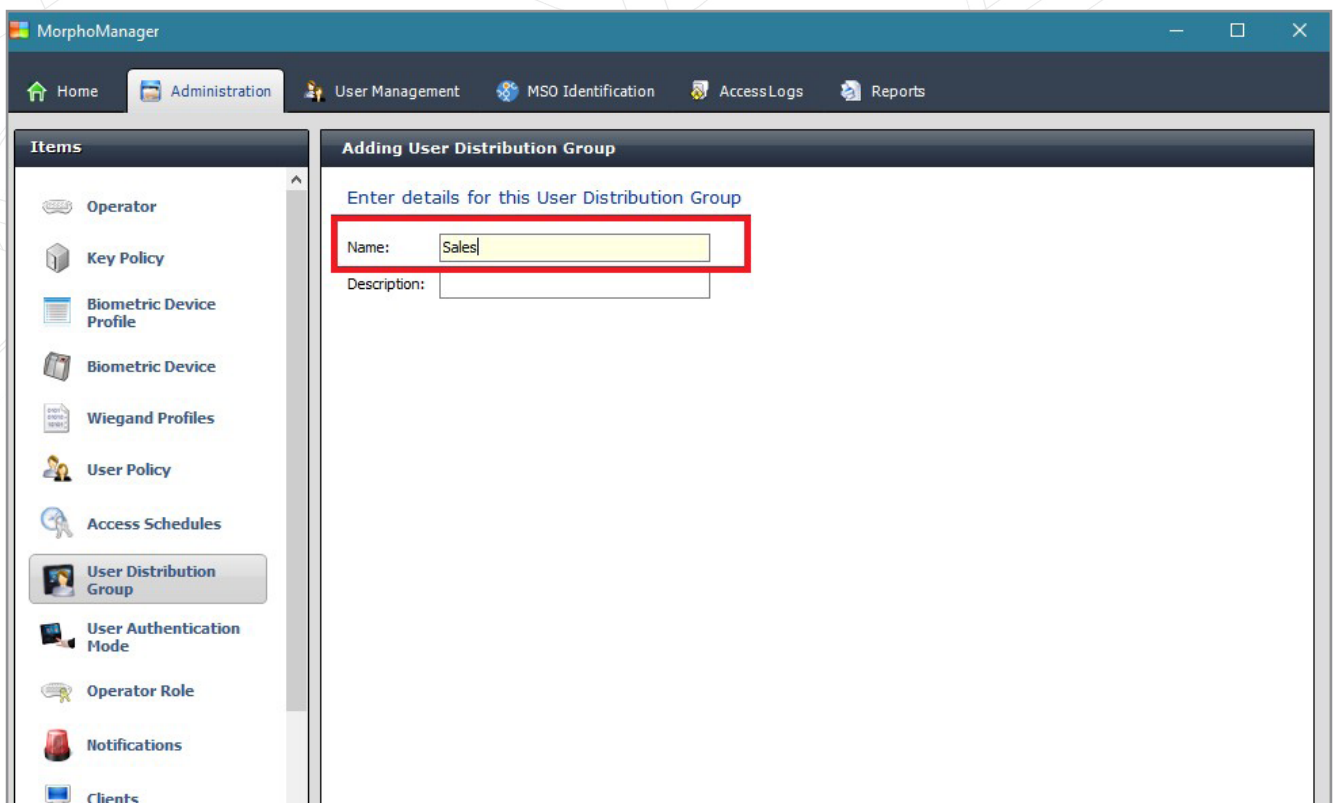 MorphoManager
Home Administration User Management MSO Identification Access Logs Reports
Items
Operator
Key Policy
Biometric Device
Profile
Biometric Device
Wiegand Profiles
User Policy
Access Schedules
User Distribution
Group
User Authentication
Mode
Operator Role
Notifications
Clients
Adding User Distribution Group
Enter details for this User Distribution Group
Name: Sales
Description: